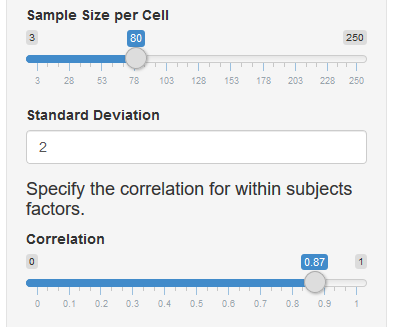 Sample Size per Cell
3 80 250
3 28 53 78 103 128 153 178 203 228 250
Standard Deviation
2
Specify the correlation for within subjects
factors.
Correlation
0 0.87 1
0 0.1 0.2 0.3 0.4 0.5 0.6 0.7 0.8 0.9 1